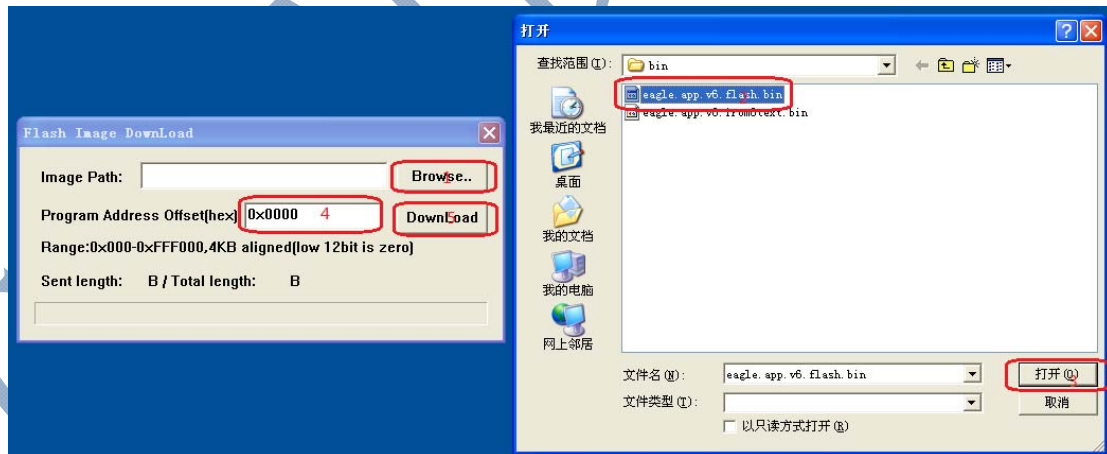 Flash Image DownLoad
Image Path:
Browse..
1
Program Address Offset(hex)
0x0000
4
DownLoad
5
Range:0x000-0xFFF000,4KB aligned(low 12bit is zero)
Sent length: B / Total length: B
打开
查找范围(I):
bin
eagle.app.v6.flash.bin
2
eagle.app.v6.irom0text.bin
我最近的文档
桌面
我的文档
我的电脑
网上邻居
文件名(N):
eagle.app.v6.flash.bin
打开(O)
3
文件类型(T):
取消
以只读方式打开(R)